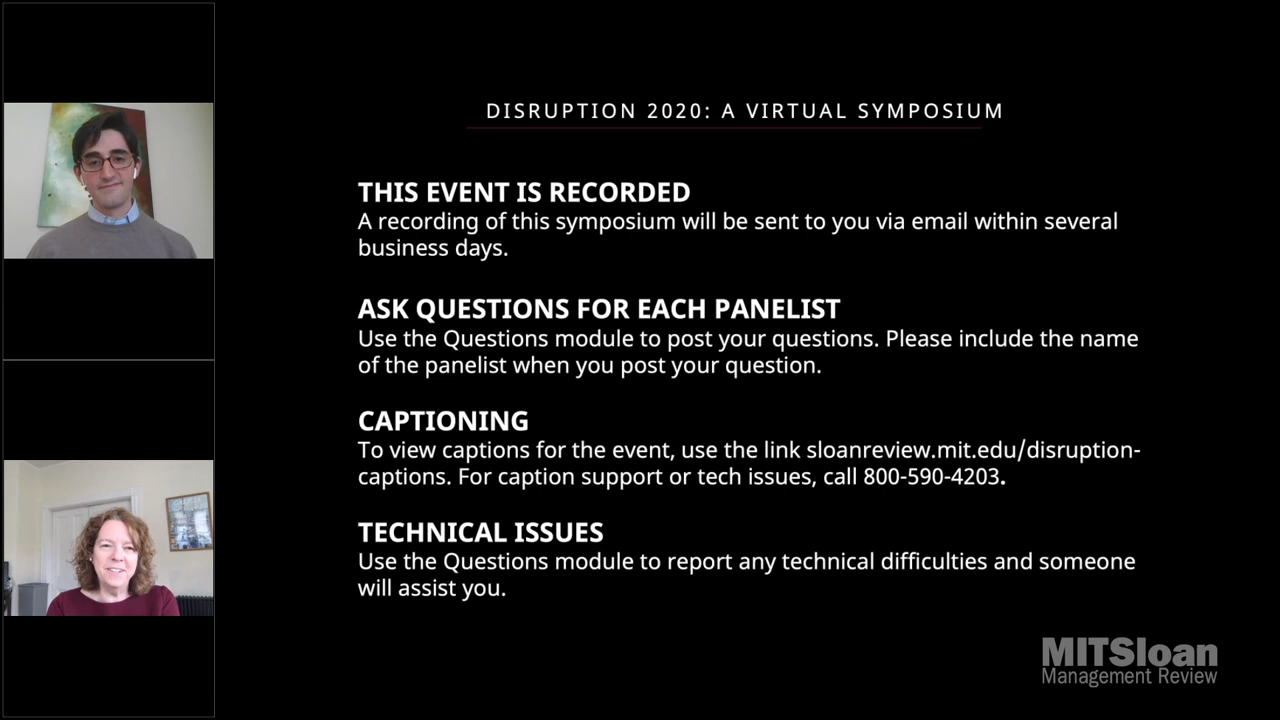 DISRUPTION 2020: A VIRTUAL SYMPOSIUM
THIS EVENT IS RECORDED
A recording of this symposium will be sent to you via email within several
business days.
ASK QUESTIONS FOR EACH PANELIST
Use the Questions module to post your questions. Please include the name
of the panelist when you post your question.
CAPTIONING
To view captions for the event, use the link sloanreview.mit.edu/disruption-
captions. For caption support or tech issues, call 800-590-4203.
TECHNICAL ISSUES
Use the Questions module to report any technical difficulties and someone
will assist you.
MITSloan
Management Review